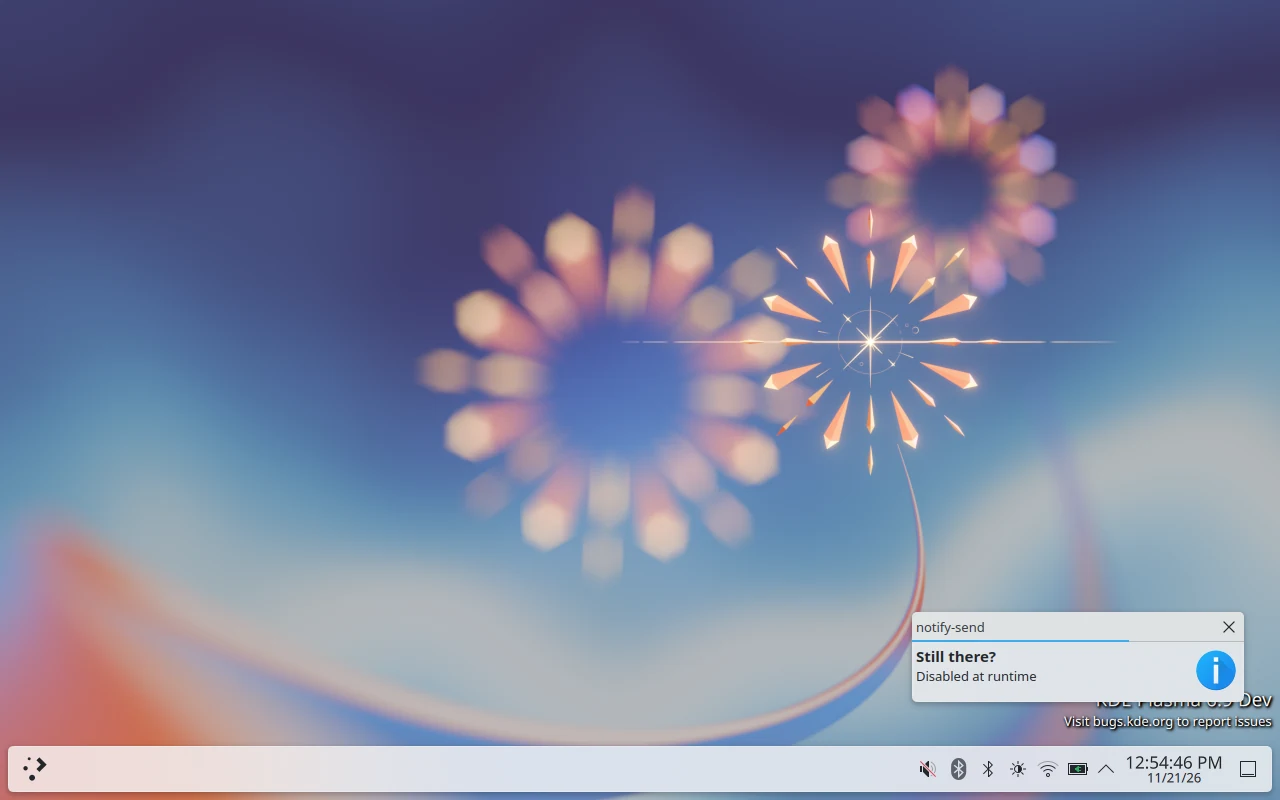 notify-send
Still there?
Disabled at runtime
Dev
Visit bugs.kde.org to report issues
12:54:46 PM
11/21/26